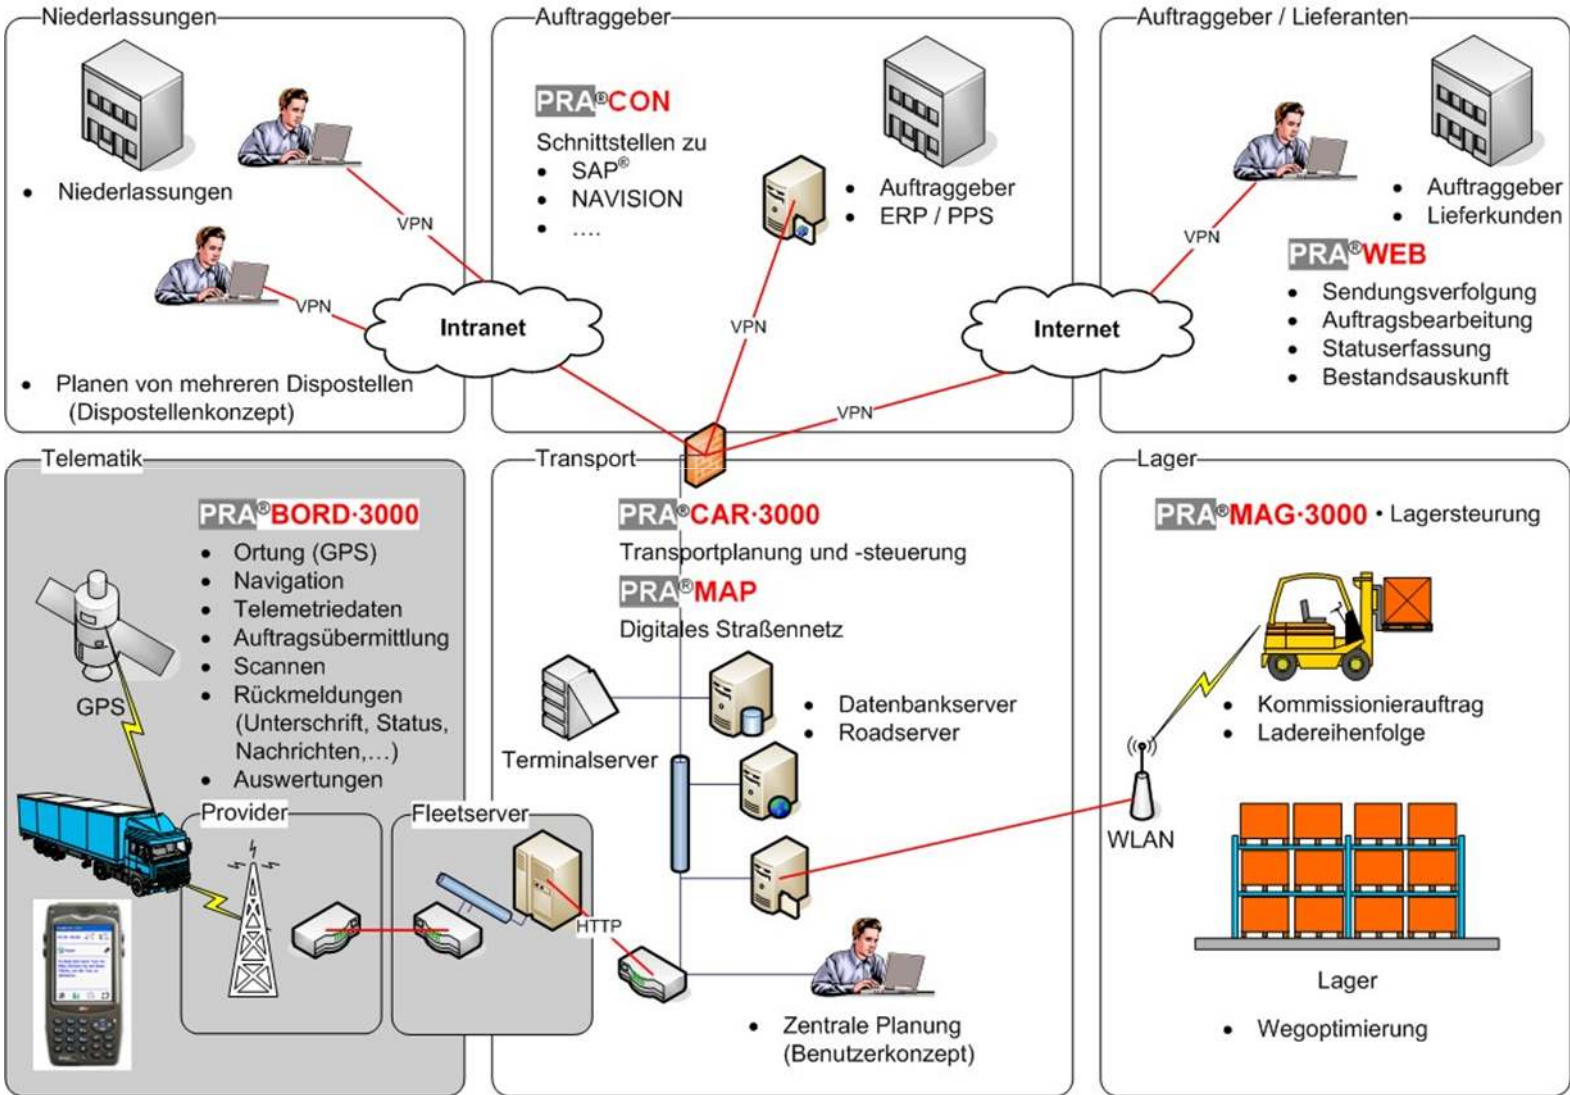 Niederlassungen
Niederlassungen
VPN
VPN
Intranet
Planen von mehreren Dispostellen
(Dispostellenkonzept)
Auftraggeber
PRA®CON
Schnittstellen zu
SAP®
NAVISION
....
Auftraggeber
ERP / PPS
VPN
Auftraggeber / Lieferanten
Auftraggeber
Lieferkunden
VPN
PRA®WEB
Sendungsverfolgung
Auftragsbearbeitung
Statuserfassung
Bestandsauskunft
Internet
VPN
Telematik
PRA®BORD·3000
Ortung (GPS)
Navigation
Telemetriedaten
Auftragsübermittlung
Scannen
Rückmeldungen
(Unterschrift, Status,
Nachrichten,...)
Auswertungen
GPS
Provider
Fleetserver
HTTP
Transport
PRA®CAR·3000
Transportplanung und -steuerung
PRA®MAP
Digitales Straßennetz
Terminalserver
Datenbankserver
Roadserver
Zentrale Planung
(Benutzerkonzept)
Lager
PRA®MAG·3000 • Lagersteurung
Kommissionierauftrag
Ladereihenfolge
WLAN
Lager
Wegoptimierung